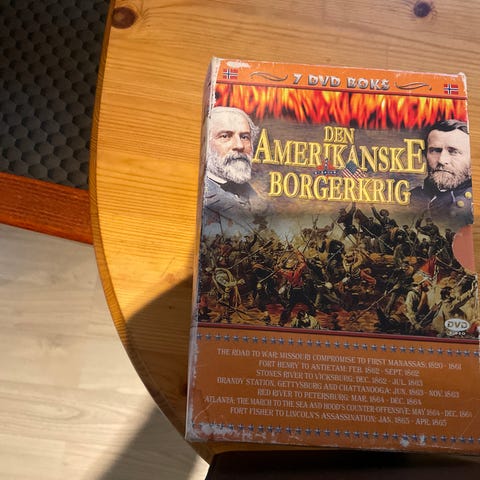 7 DVD BOKS
DEN
AMERIKANSKE
BORGERKRIG
DVD
VIDEO
THE ROAD TO WAR: MISSOURI COMPROMISE TO FIRST MANASSAS: 1820 - 1861
FORT HENRY TO ANTIETAM: FEB. 1862 - SEPT. 1862
STONES RIVER TO VICKSBURG: DEC. 1862 - JUL. 1863
BRANDY STATION, GETTYSBURG AND CHATTANOOGA: JUN. 1863 - NOV. 1863
RED RIVER TO PETERSBURG: MAR. 1864 - DEC. 1864
ATLANTA: THE MARCH TO THE SEA AND HOOD'S COUNTER-OFFENSIVE: MAY 1864 - DEC. 1864
FORT FISHER TO LINCOLN'S ASSASSINATION: JAN. 1865 - APR. 1865